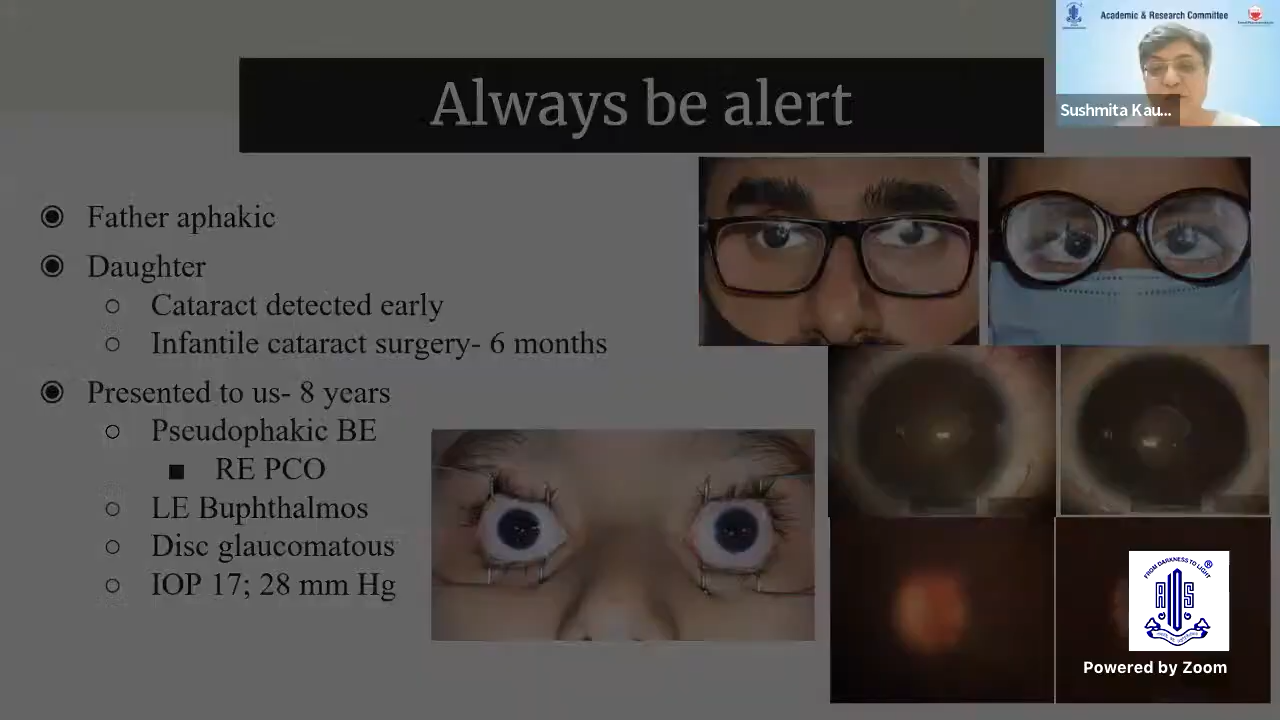 Academic & Research Committee
Sushmita Kau...
Always be alert
Father aphakic
Daughter
Cataract detected early
Infantile cataract surgery- 6 months
Presented to us- 8 years
Pseudophakic BE
RE PCO
LE Buphthalmos
Disc glaucomatous
IOP 17; 28 mm Hg
FROM DARKNESS TO LIGHT
AIOS
Powered by Zoom